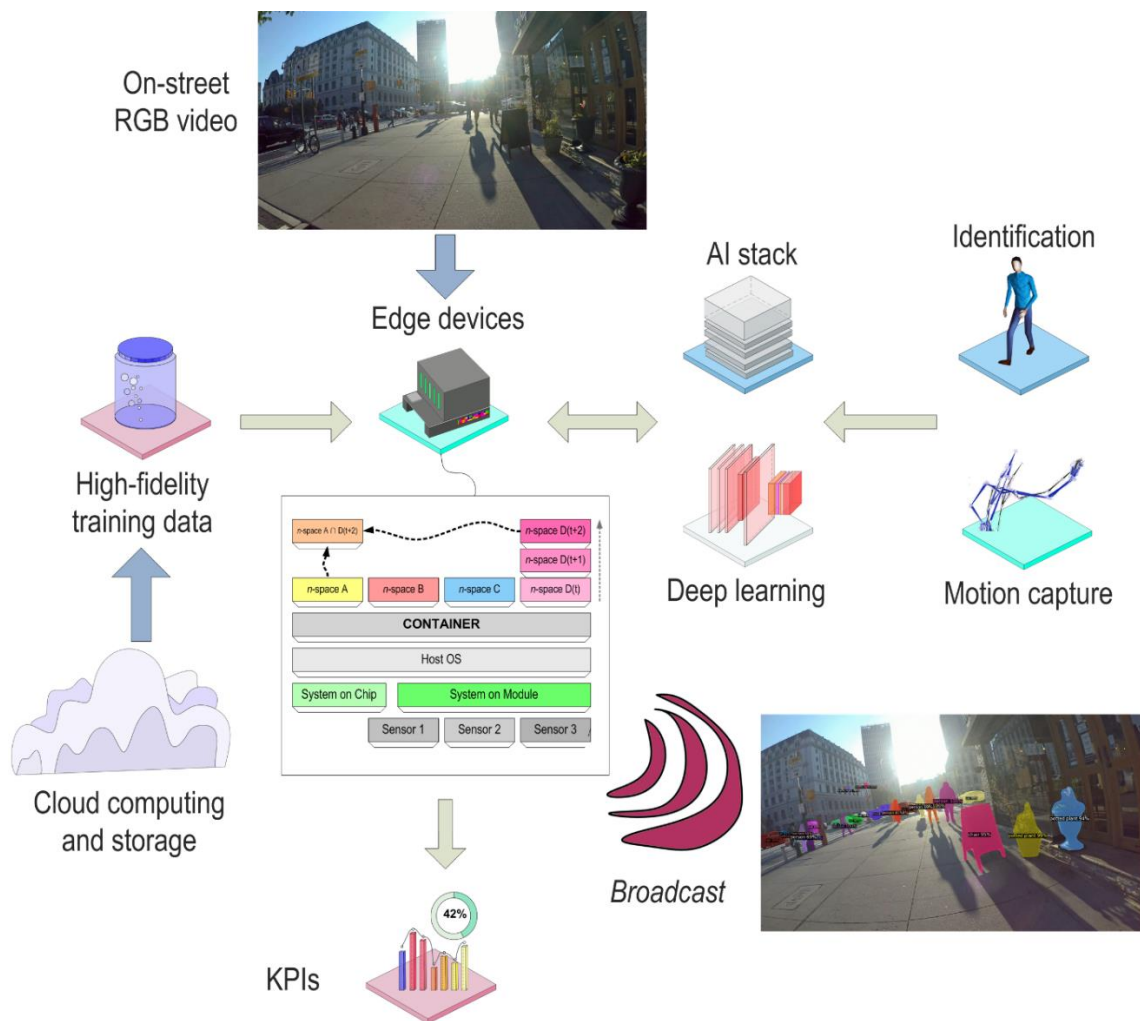 On-street
RGB video
Identification
AI stack
Edge devices
High-fidelity
training data
Deep learning
Motion capture
n-space A ∩ D(t+2)
n-space D(t+2)
n-space D(t+1)
n-space A
n-space B
n-space C
n-space D(t)
CONTAINER
Host OS
System on Chip
System on Module
Sensor 1
Sensor 2
Sensor 3
Cloud computing
and storage
Broadcast
42%
KPIs